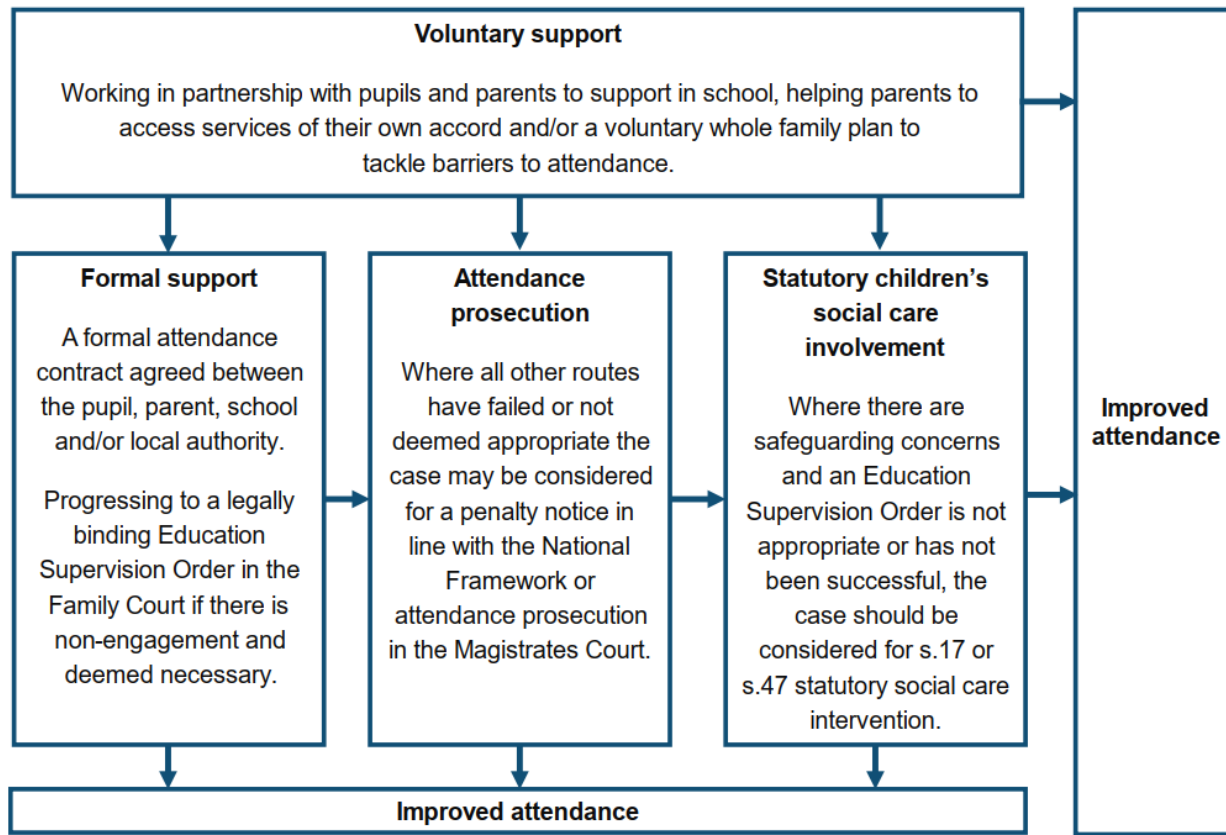 Voluntary support
Working in partnership with pupils and parents to support in school, helping parents to
access services of their own accord and/or a voluntary whole family plan to
tackle barriers to attendance.
Formal support
A formal attendance
contract agreed between
the pupil, parent, school
and/or local authority.
Progressing to a legally
binding Education
Supervision Order in the
Family Court if there is
non-engagement and
deemed necessary.
Attendance
prosecution
Where all other routes
have failed or not
deemed appropriate the
case may be considered
for a penalty notice in
line with the National
Framework or
attendance prosecution
in the Magistrates Court.
Statutory children’s
social care
involvement
Where there are
safeguarding concerns
and an Education
Supervision Order is not
appropriate or has not
been successful, the
case should be
considered for s.17 or
s.47 statutory social care
intervention.
Improved
attendance
Improved attendance